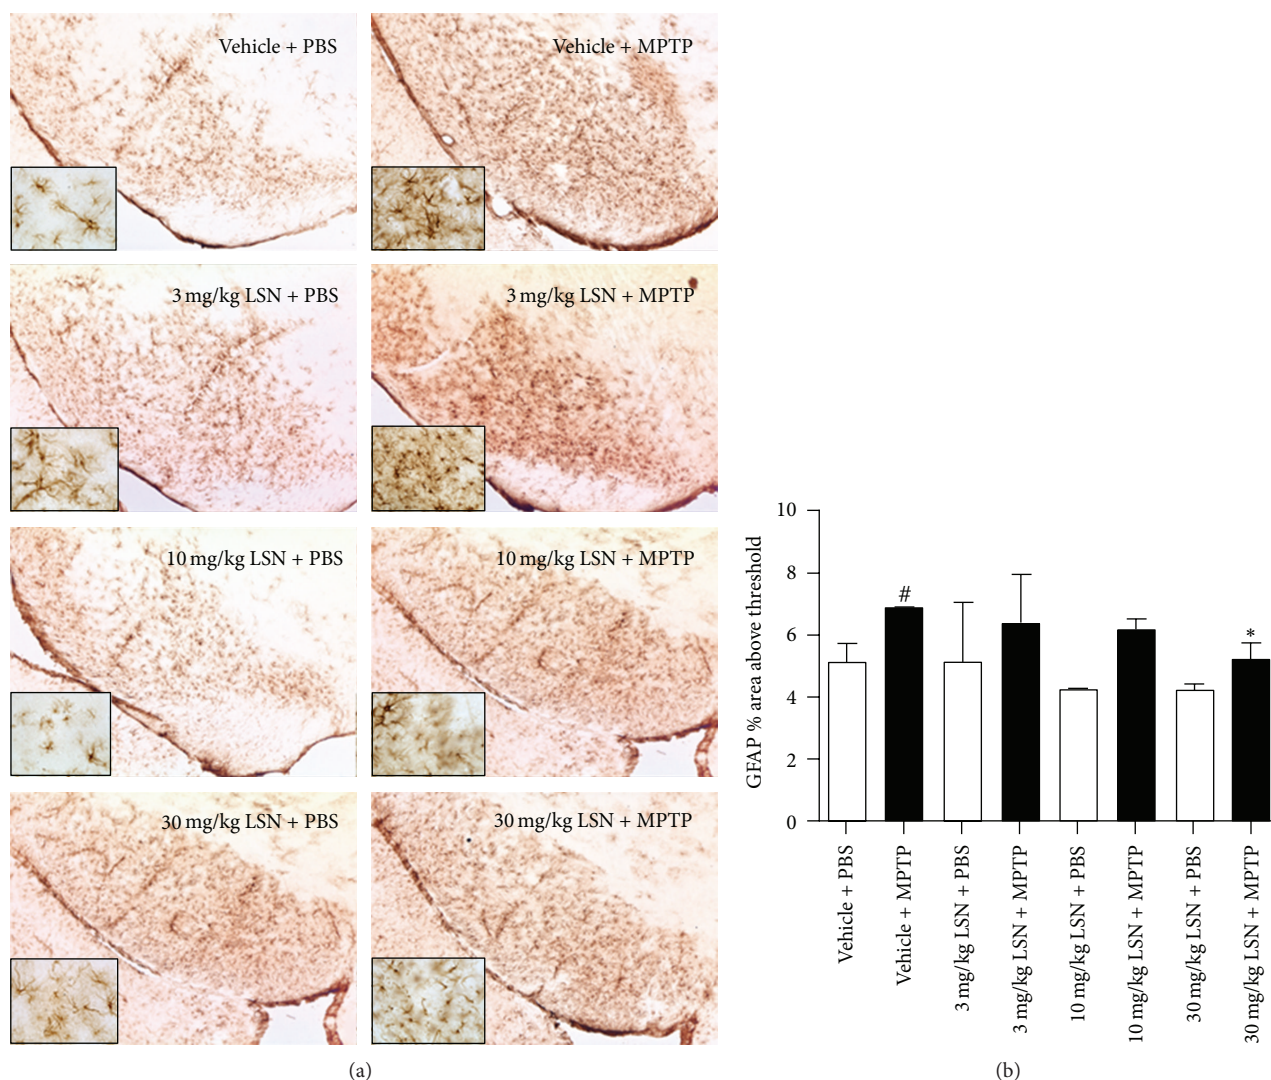 Vehicle + PBS
Vehicle + MPTP
3 mg/kg LSN + PBS
3 mg/kg LSN + MPTP
10 mg/kg LSN + PBS
10 mg/kg LSN + MPTP
30 mg/kg LSN + PBS
30 mg/kg LSN + MPTP
(a)
GFAP % area above threshold
10
8
6
4
2
0
#
*
Vehicle + PBS
Vehicle + MPTP
3 mg/kg LSN + PBS
3 mg/kg LSN + MPTP
10 mg/kg LSN + PBS
10 mg/kg LSN + MPTP
30 mg/kg LSN + PBS
30 mg/kg LSN + MPTP
(b)